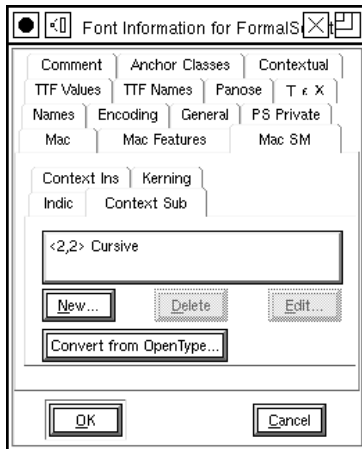 Font Information for FormalS
Comment Anchor Classes Contextual
TTF Values TTF Names Panose T ε X
Names Encoding General PS Private
Mac Mac Features Mac SM
Context Ins Kerning
Indic Context Sub
<2,2> Cursive
New... Delete Edit...
Convert from OpenType...
OK Cancel